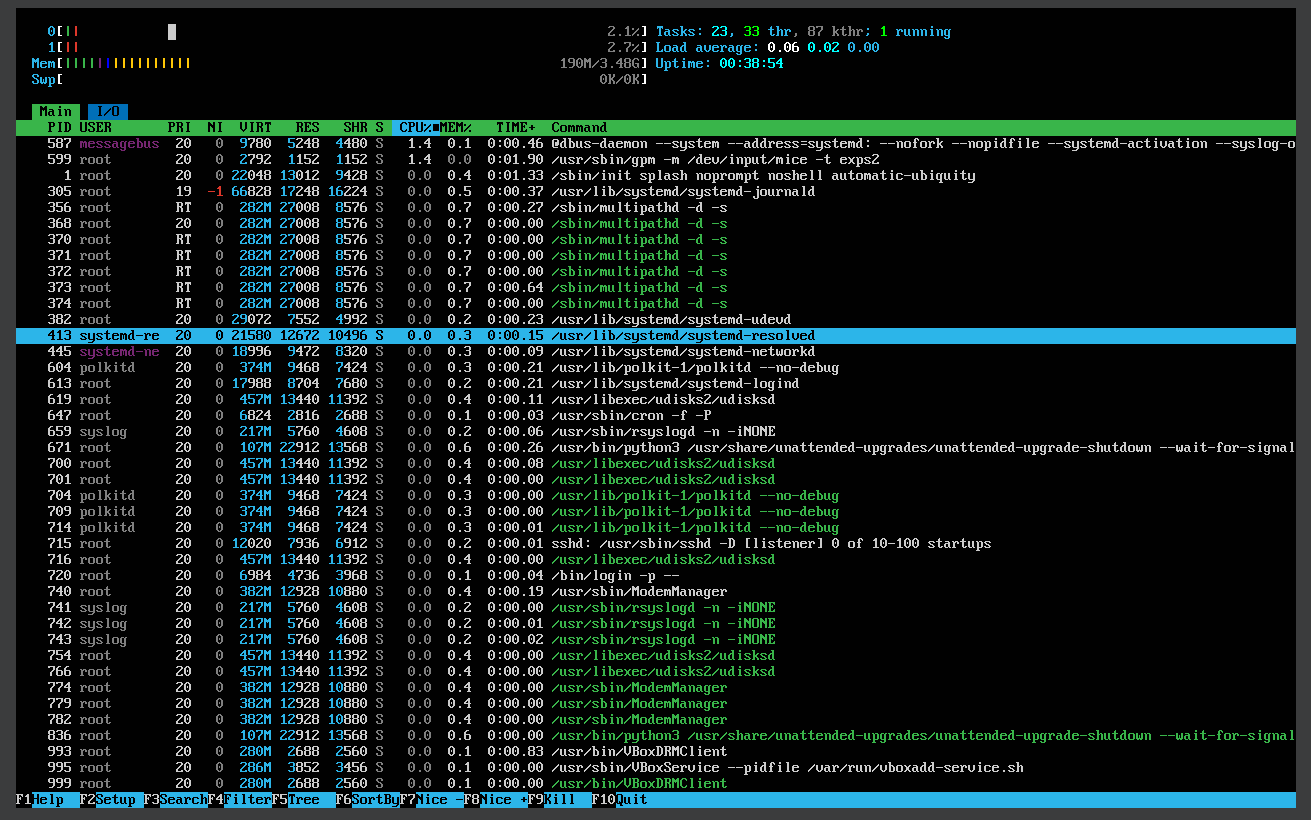 0[|| 2.1%] Tasks: 23, 33 thr, 87 kthr; 1 running
1[|| 2.7%] Load average: 0.06 0.02 0.00
Mem[|||||||||||||||| 190M/3.48G] Uptime: 00:38:54
Swp[ 0K/0K]
Main I/O
PID USER PRI NI VIRT RES SHR S CPU% MEM% TIME+ Command
587 messagebus 20 0 9780 5248 4480 S 1.4 0.1 0:00.46 @dbus-daemon --system --address=systemd: --nofork --nopidfile --systemd-activation --syslog-o
599 root 20 0 2792 1152 1152 S 1.4 0.0 0:01.90 /usr/sbin/gpm -m /dev/input/mice -t exps2
1 root 20 0 22048 13012 9428 S 0.0 0.4 0:01.33 /sbin/init splash noprompt noshell automatic-ubiquity
305 root 19 -1 66828 17248 16224 S 0.0 0.5 0:00.37 /usr/lib/systemd/systemd-journald
356 root RT 0 282M 27008 8576 S 0.0 0.7 0:00.27 /sbin/multipathd -d -s
368 root 20 0 282M 27008 8576 S 0.0 0.7 0:00.00 /sbin/multipathd -d -s
370 root RT 0 282M 27008 8576 S 0.0 0.7 0:00.00 /sbin/multipathd -d -s
371 root RT 0 282M 27008 8576 S 0.0 0.7 0:00.00 /sbin/multipathd -d -s
372 root RT 0 282M 27008 8576 S 0.0 0.7 0:00.00 /sbin/multipathd -d -s
373 root RT 0 282M 27008 8576 S 0.0 0.7 0:00.64 /sbin/multipathd -d -s
374 root RT 0 282M 27008 8576 S 0.0 0.7 0:00.00 /sbin/multipathd -d -s
382 root 20 0 29072 7552 4992 S 0.0 0.2 0:00.23 /usr/lib/systemd/systemd-udevd
413 systemd-re 20 0 21580 12672 10496 S 0.0 0.3 0:00.15 /usr/lib/systemd/systemd-resolved
445 systemd-ne 20 0 18996 9472 8320 S 0.0 0.3 0:00.09 /usr/lib/systemd/systemd-networkd
604 polkitd 20 0 374M 9468 7424 S 0.0 0.3 0:00.21 /usr/lib/polkit-1/polkitd --no-debug
613 root 20 0 17988 8704 7680 S 0.0 0.2 0:00.21 /usr/lib/systemd/systemd-logind
619 root 20 0 457M 13440 11392 S 0.0 0.4 0:00.11 /usr/libexec/udisks2/udisksd
647 root 20 0 6824 2816 2688 S 0.0 0.1 0:00.03 /usr/sbin/cron -f -P
659 syslog 20 0 217M 5760 4608 S 0.0 0.2 0:00.06 /usr/sbin/rsyslogd -n -iNONE
671 root 20 0 107M 22912 13568 S 0.0 0.6 0:00.26 /usr/bin/python3 /usr/share/unattended-upgrades/unattended-upgrade-shutdown --wait-for-signal
700 root 20 0 457M 13440 11392 S 0.0 0.4 0:00.08 /usr/libexec/udisks2/udisksd
701 root 20 0 457M 13440 11392 S 0.0 0.4 0:00.00 /usr/libexec/udisks2/udisksd
704 polkitd 20 0 374M 9468 7424 S 0.0 0.3 0:00.00 /usr/lib/polkit-1/polkitd --no-debug
709 polkitd 20 0 374M 9468 7424 S 0.0 0.3 0:00.00 /usr/lib/polkit-1/polkitd --no-debug
714 polkitd 20 0 374M 9468 7424 S 0.0 0.3 0:00.01 /usr/lib/polkit-1/polkitd --no-debug
715 root 20 0 12020 7936 6912 S 0.0 0.2 0:00.01 sshd: /usr/sbin/sshd -D [listener] 0 of 10-100 startups
716 root 20 0 457M 13440 11392 S 0.0 0.4 0:00.00 /usr/libexec/udisks2/udisksd
720 root 20 0 6984 4736 3968 S 0.0 0.1 0:00.04 /bin/login -p --
740 root 20 0 382M 12928 10880 S 0.0 0.4 0:00.19 /usr/sbin/ModemManager
741 syslog 20 0 217M 5760 4608 S 0.0 0.2 0:00.00 /usr/sbin/rsyslogd -n -iNONE
742 syslog 20 0 217M 5760 4608 S 0.0 0.2 0:00.01 /usr/sbin/rsyslogd -n -iNONE
743 syslog 20 0 217M 5760 4608 S 0.0 0.2 0:00.02 /usr/sbin/rsyslogd -n -iNONE
754 root 20 0 457M 13440 11392 S 0.0 0.4 0:00.00 /usr/libexec/udisks2/udisksd
766 root 20 0 457M 13440 11392 S 0.0 0.4 0:00.00 /usr/libexec/udisks2/udisksd
774 root 20 0 382M 12928 10880 S 0.0 0.4 0:00.00 /usr/sbin/ModemManager
779 root 20 0 382M 12928 10880 S 0.0 0.4 0:00.00 /usr/sbin/ModemManager
782 root 20 0 382M 12928 10880 S 0.0 0.4 0:00.00 /usr/sbin/ModemManager
836 root 20 0 107M 22912 13568 S 0.0 0.6 0:00.00 /usr/bin/python3 /usr/share/unattended-upgrades/unattended-upgrade-shutdown --wait-for-signal
993 root 20 0 280M 2688 2560 S 0.0 0.1 0:00.83 /usr/bin/VBoxDRMClient
995 root 20 0 286M 3852 3456 S 0.0 0.1 0:00.00 /usr/sbin/VBoxService --pidfile /var/run/vboxadd-service.sh
999 root 20 0 280M 2688 2560 S 0.0 0.1 0:00.00 /usr/bin/VBoxDRMClient
F1Help F2Setup F3SearchF4FilterF5Tree F6SortByF7Nice -F8Nice +F9Kill F10Quit